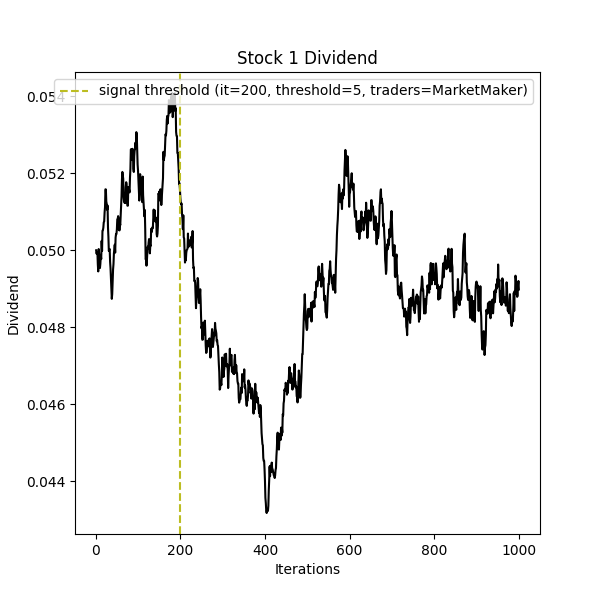 Stock 1 Dividend
signal threshold (it=200, threshold=5, traders=MarketMaker)
0.054
0.052
0.050
0.048
0.046
0.044
Dividend
0 200 400 600 800 1000
Iterations